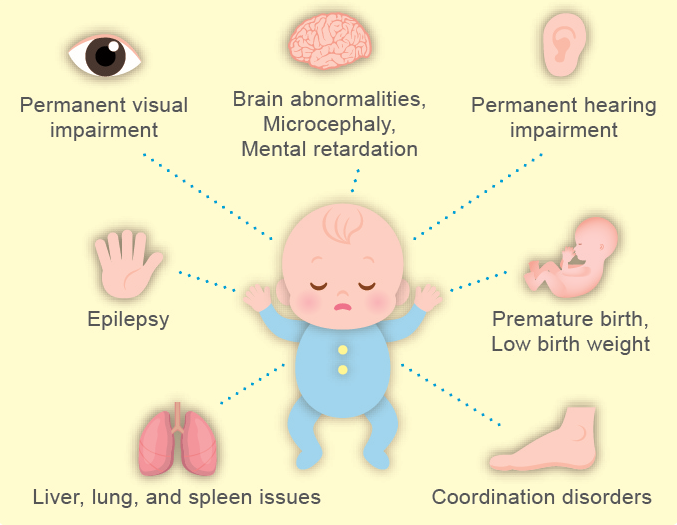 Permanent visual
impairment
Brain abnormalities,
Microcephaly,
Mental retardation
Permanent hearing
impairment
Epilepsy
Premature birth,
Low birth weight
Liver, lung, and spleen issues
Coordination disorders